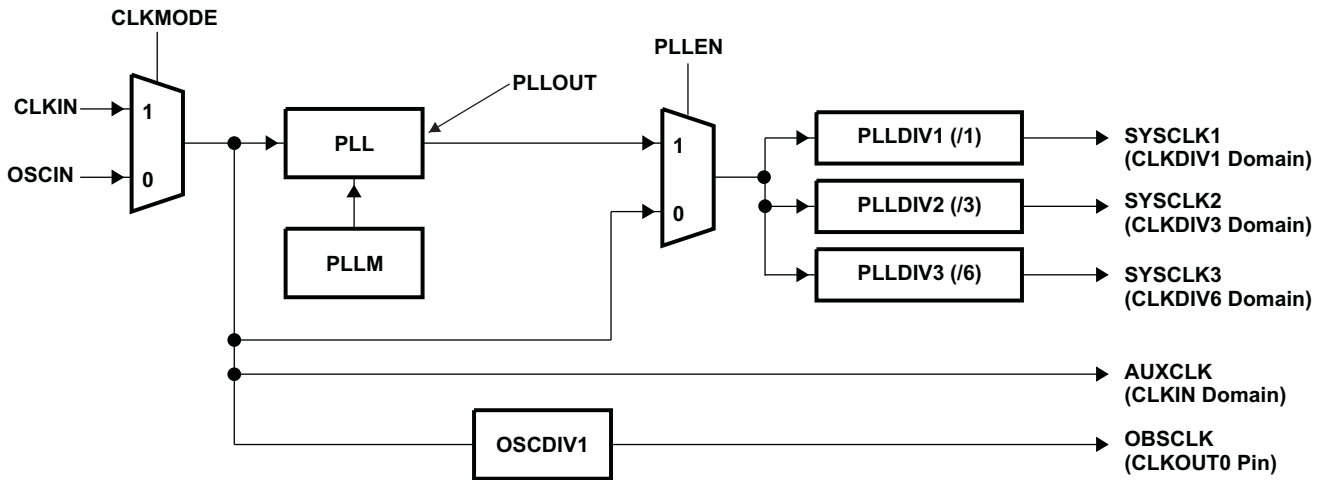 CLKMODE
PLLEN
PLLOUT
CLKIN
1
OSCIN
0
PLL
PLLM
1
0
PLLDIV1 (/1)
SYSCLK1
(CLKDIV1 Domain)
PLLDIV2 (/3)
SYSCLK2
(CLKDIV3 Domain)
PLLDIV3 (/6)
SYSCLK3
(CLKDIV6 Domain)
AUXCLK
(CLKIN Domain)
OSCDIV1
OBSCLK
(CLKOUT0 Pin)